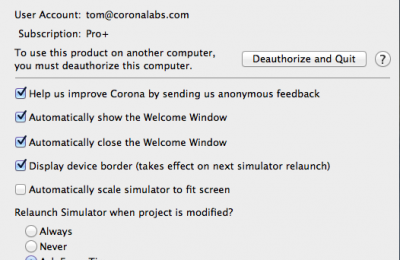 User Account: tom@coronalabs.com
Subscription: Pro+
To use this product on another computer,
you must deauthorize this computer.
Deauthorize and Quit
?
Help us improve Corona by sending us anonymous feedback
Automatically show the Welcome Window
Automatically close the Welcome Window
Display device border (takes effect on next simulator relaunch)
Automatically scale simulator to fit screen
Relaunch Simulator when project is modified?
Always
Never